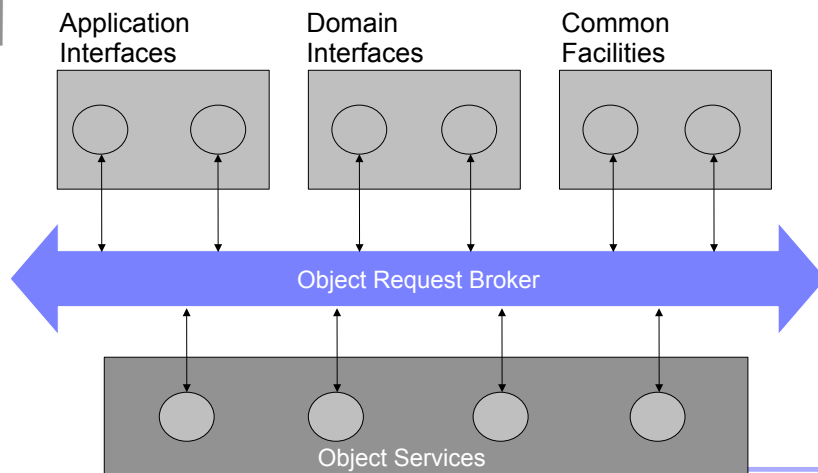 Application
Interfaces
Domain
Interfaces
Common
Facilities
Object Request Broker
Object Services